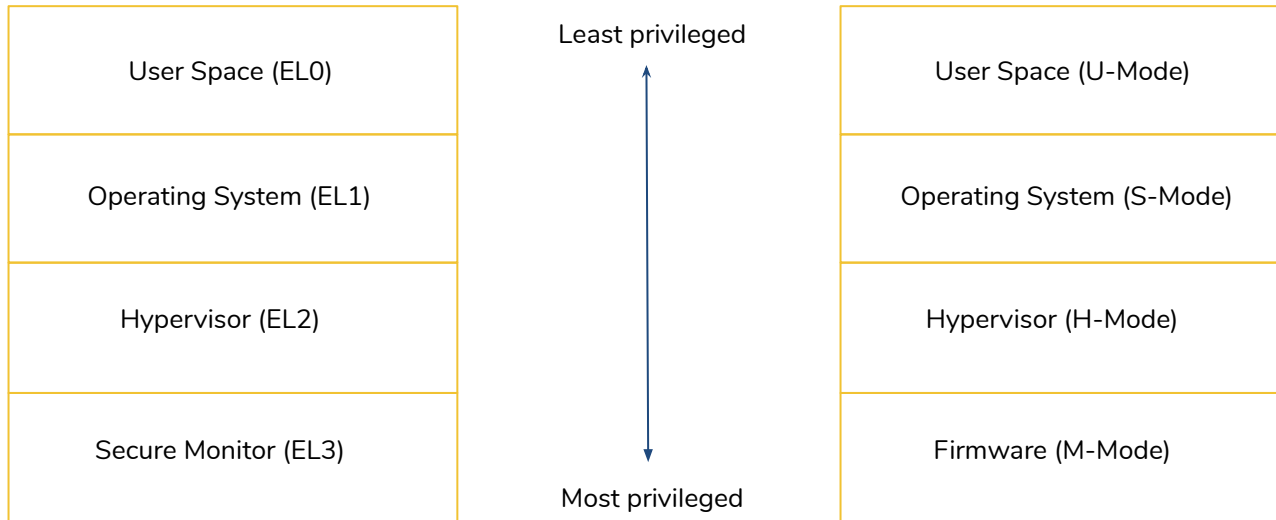 User Space (EL0)
Operating System (EL1)
Hypervisor (EL2)
Secure Monitor (EL3)
Least privileged
Most privileged
User Space (U-Mode)
Operating System (S-Mode)
Hypervisor (H-Mode)
Firmware (M-Mode)